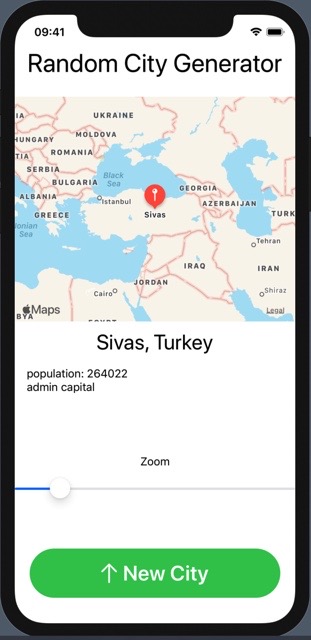 09:41
Random City Generator
UKRAINE
MOLDOVA
HUNGARY
ROMANIA
SERBIA
BULGARIA
Black
Sea
GEORGIA
ALBANIA
Istanbul
Sivas
AZERBAIJAN
GREECE
TURK
Ionian
Sea
Tehran
IRAQ
IRAN
JORDAN
Cairo
Shiraz
Maps
Legal
BYA
EGYPT
Sivas, Turkey
population: 264022
admin capital
Zoom
↑ New City